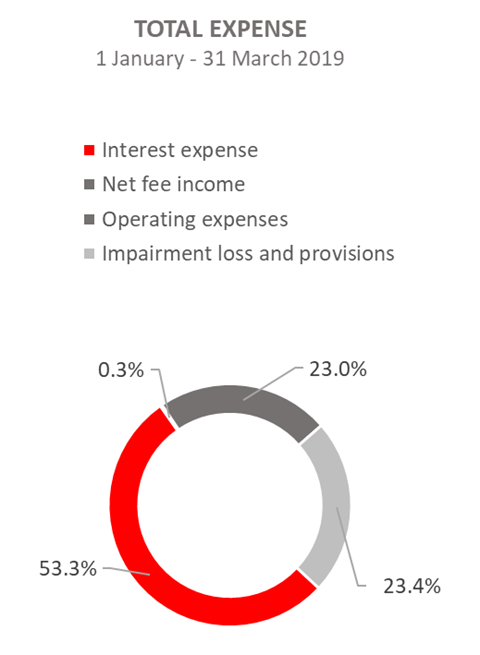 TOTAL EXPENSE
1 January - 31 March 2019
Interest expense
Net fee income
Operating expenses
Impairment loss and provisions
0.3%
23.0%
53.3%
23.4%